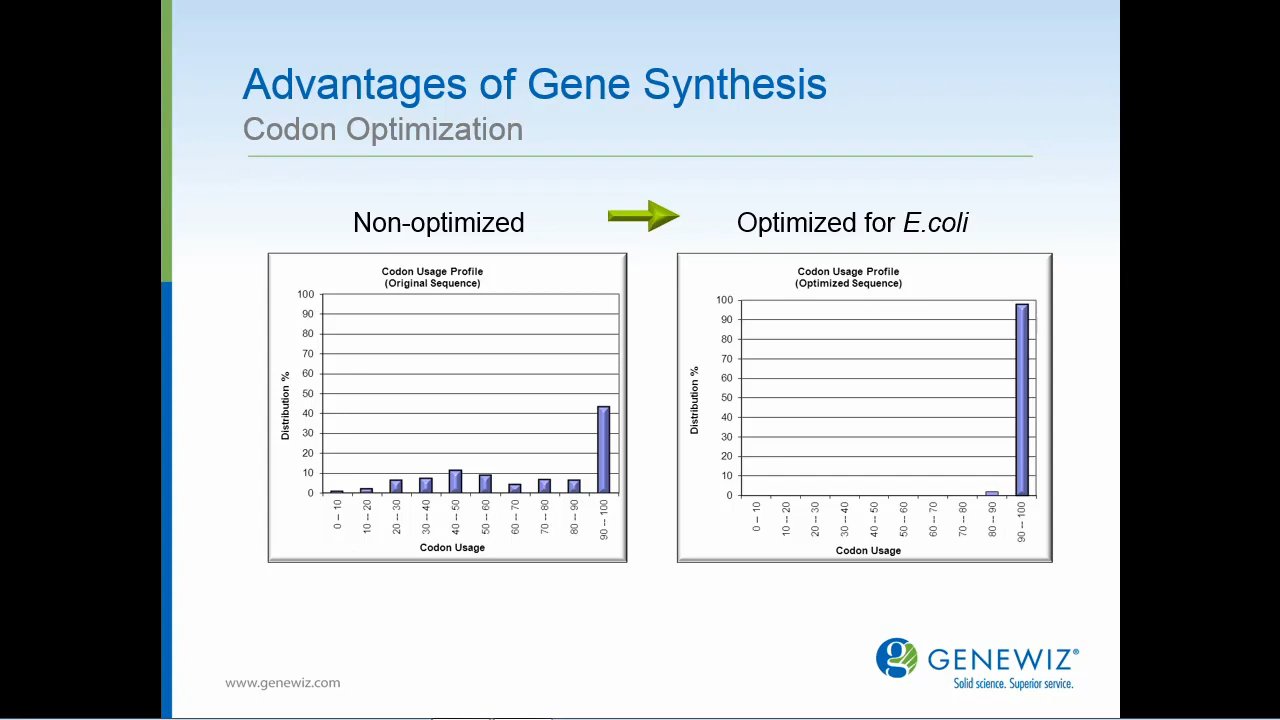 Advantages of Gene Synthesis
Codon Optimization
Non-optimized
Optimized for E.coli
Codon Usage Profile
(Original Sequence)
100
90
80
70
60
50
40
30
20
10
0
Distribution %
0 -- 10
10 -- 20
20 -- 30
30 -- 40
40 -- 50
50 -- 60
60 -- 70
70 -- 80
80 -- 90
90 -- 100
Codon Usage
Codon Usage Profile
(Optimized Sequence)
100
90
80
70
60
50
40
30
20
10
0
Distribution %
0 -- 10
10 -- 20
20 -- 30
30 -- 40
40 -- 50
50 -- 60
60 -- 70
70 -- 80
80 -- 90
90 -- 100
Codon Usage
www.genewiz.com
g GENEWIZ®
Solid science. Superior service.